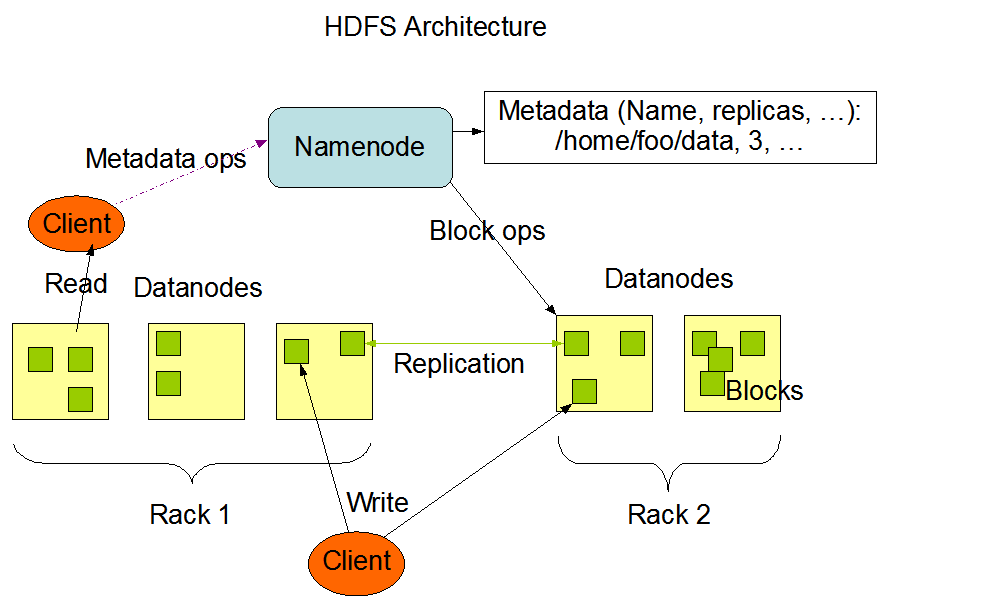 HDFS Architecture
Metadata (Name, replicas, …):
/home/foo/data, 3, …
Namenode
Metadata ops
Client
Block ops
Read
Datanodes
Datanodes
Replication
Blocks
Rack 1
Write
Rack 2
Client